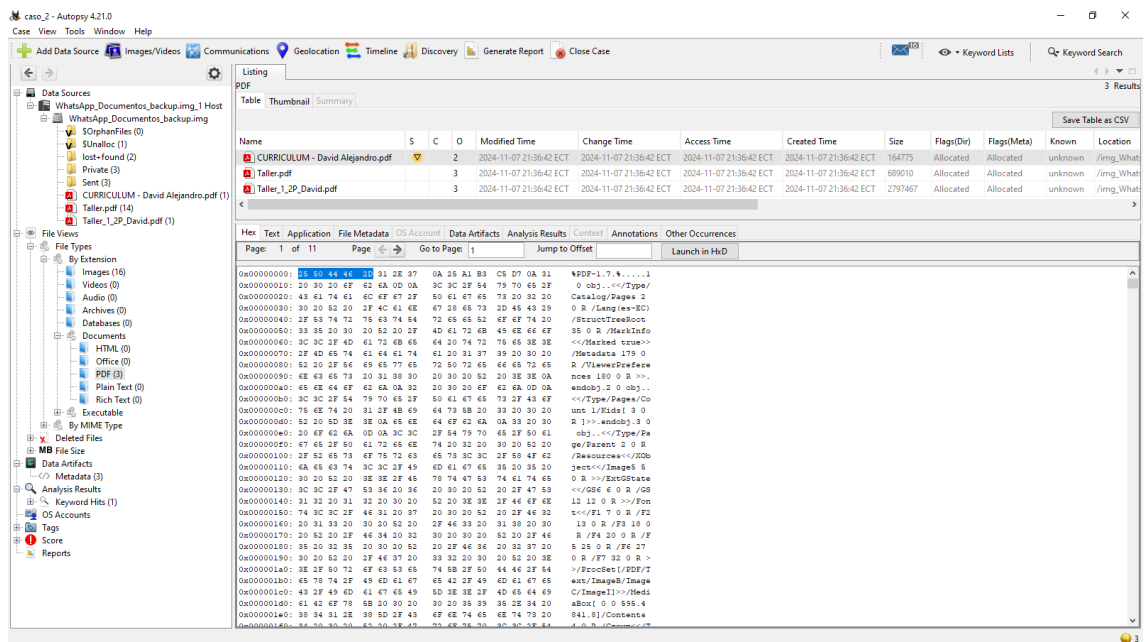 caso_2 - Autopsy 4.21.0
Case View Tools Window Help
Add Data Source Images/Videos Communications Geolocation Timeline Discovery Generate Report Close Case 16 Keyword Lists Keyword Search
Data Sources
WhatsApp_Documentos_backup.img_1 Host
WhatsApp_Documentos_backup.img
$OrphanFiles (0)
$Unalloc (1)
lost+found (2)
Private (3)
Sent (3)
CURRICULUM - David Alejandro.pdf (1)
Taller.pdf (14)
Taller_1_2P_David.pdf (1)
File Views
File Types
By Extension
Images (16)
Videos (0)
Audio (0)
Archives (0)
Databases (0)
Documents
HTML (0)
Office (0)
PDF (3)
Plain Text (0)
Rich Text (0)
Executable
By MIME Type
Deleted Files
MB File Size
Data Artifacts
Metadata (3)
Analysis Results
Keyword Hits (1)
OS Accounts
Tags
Score
Reports
Listing
PDF 3 Results
Table Thumbnail Summary
Save Table as CSV
Name S C O Modified Time Change Time Access Time Created Time Size Flags(Dir) Flags(Meta) Known Location
CURRICULUM - David Alejandro.pdf 2 2024-11-07 21:36:42 ECT 2024-11-07 21:36:42 ECT 2024-11-07 21:36:42 ECT 2024-11-07 21:36:42 ECT 164775 Allocated Allocated unknown /img_What
Taller.pdf 3 2024-11-07 21:36:42 ECT 2024-11-07 21:36:42 ECT 2024-11-07 21:36:42 ECT 2024-11-07 21:36:42 ECT 689010 Allocated Allocated unknown /img_What
Taller_1_2P_David.pdf 3 2024-11-07 21:36:42 ECT 2024-11-07 21:36:42 ECT 2024-11-07 21:36:42 ECT 2024-11-07 21:36:42 ECT 2797467 Allocated Allocated unknown /img_What
Hex Text Application File Metadata OS Account Data Artifacts Analysis Results Context Annotations Other Occurrences
Page: 1 of 11 Page Go to Page: 1 Jump to Offset Launch in HxD
0x00000000: 25 50 44 46 2D 31 2E 37 0A 25 A1 B3 C5 D7 0A 31 %PDF-1.7.%.....1
0x00000010: 20 30 20 6F 62 6A 0D 0A 3C 3C 2F 54 79 70 65 2F 0 obj..<</Type/
0x00000020: 43 61 74 61 6C 6F 67 2F 50 61 67 65 73 20 32 20 Catalog/Pages 2
0x00000030: 30 20 52 20 2F 4C 61 6E 67 28 65 73 2D 45 43 29 0 R /Lang(es-EC)
0x00000040: 2F 53 74 72 75 63 74 54 72 65 65 52 6F 6F 74 20 /StructTreeRoot
0x00000050: 33 35 20 30 20 52 20 2F 4D 61 72 6B 49 6E 66 6F 35 0 R /MarkInfo
0x00000060: 3C 3C 2F 4D 61 72 6B 65 64 20 74 72 75 65 3E 3E <</Marked true>>
0x00000070: 2F 4D 65 74 61 64 61 74 61 20 31 37 39 20 30 20 /Metadata 179 0
0x00000080: 52 20 2F 56 69 65 77 65 72 50 72 65 66 65 72 65 R /ViewerPrefere
0x00000090: 6E 63 65 73 20 31 38 30 20 30 20 52 20 3E 3E 0A nces 180 0 R >>.
0x000000a0: 65 6E 64 6F 62 6A 0A 32 20 30 20 6F 62 6A 0D 0A endobj.2 0 obj..
0x000000b0: 3C 3C 2F 54 79 70 65 2F 50 61 67 65 73 2F 43 6F <</Type/Pages/Co
0x000000c0: 75 6E 74 20 31 2F 4B 69 64 73 5B 20 33 20 30 20 unt 1/Kids[ 3 0
0x000000d0: 52 20 5D 3E 3E 0A 65 6E 64 6F 62 6A 0A 33 20 30 R ]>>.endobj.3 0
0x000000e0: 20 6F 62 6A 0D 0A 3C 3C 2F 54 79 70 65 2F 50 61 obj..<</Type/Pa
0x000000f0: 67 65 2F 50 61 72 65 6E 74 20 32 20 30 20 52 20 ge/Parent 2 0 R
0x00000100: 2F 52 65 73 6F 75 72 63 65 73 3C 3C 2F 58 4F 62 /Resources<</XOb
0x00000110: 6A 65 63 74 3C 3C 2F 49 6D 61 67 65 35 20 35 20 ject<</Image5 5
0x00000120: 30 20 52 20 3E 3E 2F 45 78 74 47 53 74 61 74 65 0 R >>/ExtGState
0x00000130: 3C 3C 2F 47 53 36 20 36 20 30 20 52 20 2F 47 53 <</GS6 6 0 R /GS
0x00000140: 31 32 20 31 32 20 30 20 52 20 3E 3E 2F 46 6F 6E 12 12 0 R >>/Fon
0x00000150: 74 3C 3C 2F 46 31 20 37 20 30 20 52 20 2F 46 32 t<</F1 7 0 R /F2
0x00000160: 20 31 33 20 30 20 52 20 2F 46 33 20 31 38 20 30 13 0 R /F3 18 0
0x00000170: 20 52 20 2F 46 34 20 32 30 20 30 20 52 20 2F 46 R /F4 20 0 R /F
0x00000180: 35 20 32 35 20 30 20 52 20 2F 46 36 20 32 37 20 5 25 0 R /F6 27
0x00000190: 30 20 52 20 2F 46 37 20 33 32 20 30 20 52 20 3E 0 R /F7 32 0 R >
0x000001a0: 3E 2F 50 72 6F 63 53 65 74 5B 2F 50 44 46 2F 54 >/ProcSet[/PDF/T
0x000001b0: 65 78 74 2F 49 6D 61 67 65 42 2F 49 6D 61 67 65 ext/ImageB/Image
0x000001c0: 43 2F 49 6D 61 67 65 49 5D 3E 3E 2F 4D 65 64 69 C/ImageI]>>/Medi
0x000001d0: 61 42 6F 78 5B 20 30 20 30 20 35 39 35 2E 34 20 aBox[ 0 0 595.4
0x000001e0: 38 34 31 2E 38 5D 2F 43 6F 6E 74 65 6E 74 73 20 841.8]/Contents
3